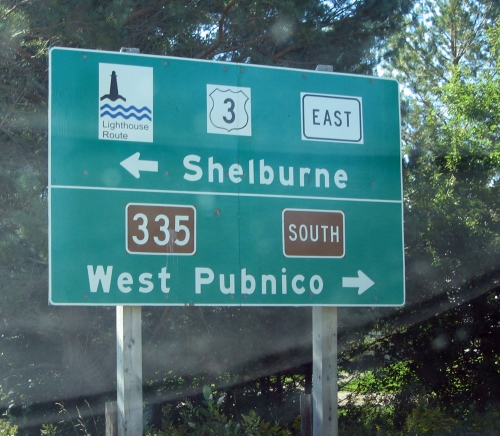 Lighthouse
Route
3
EAST
Shelburne
335
SOUTH
West Pubnico